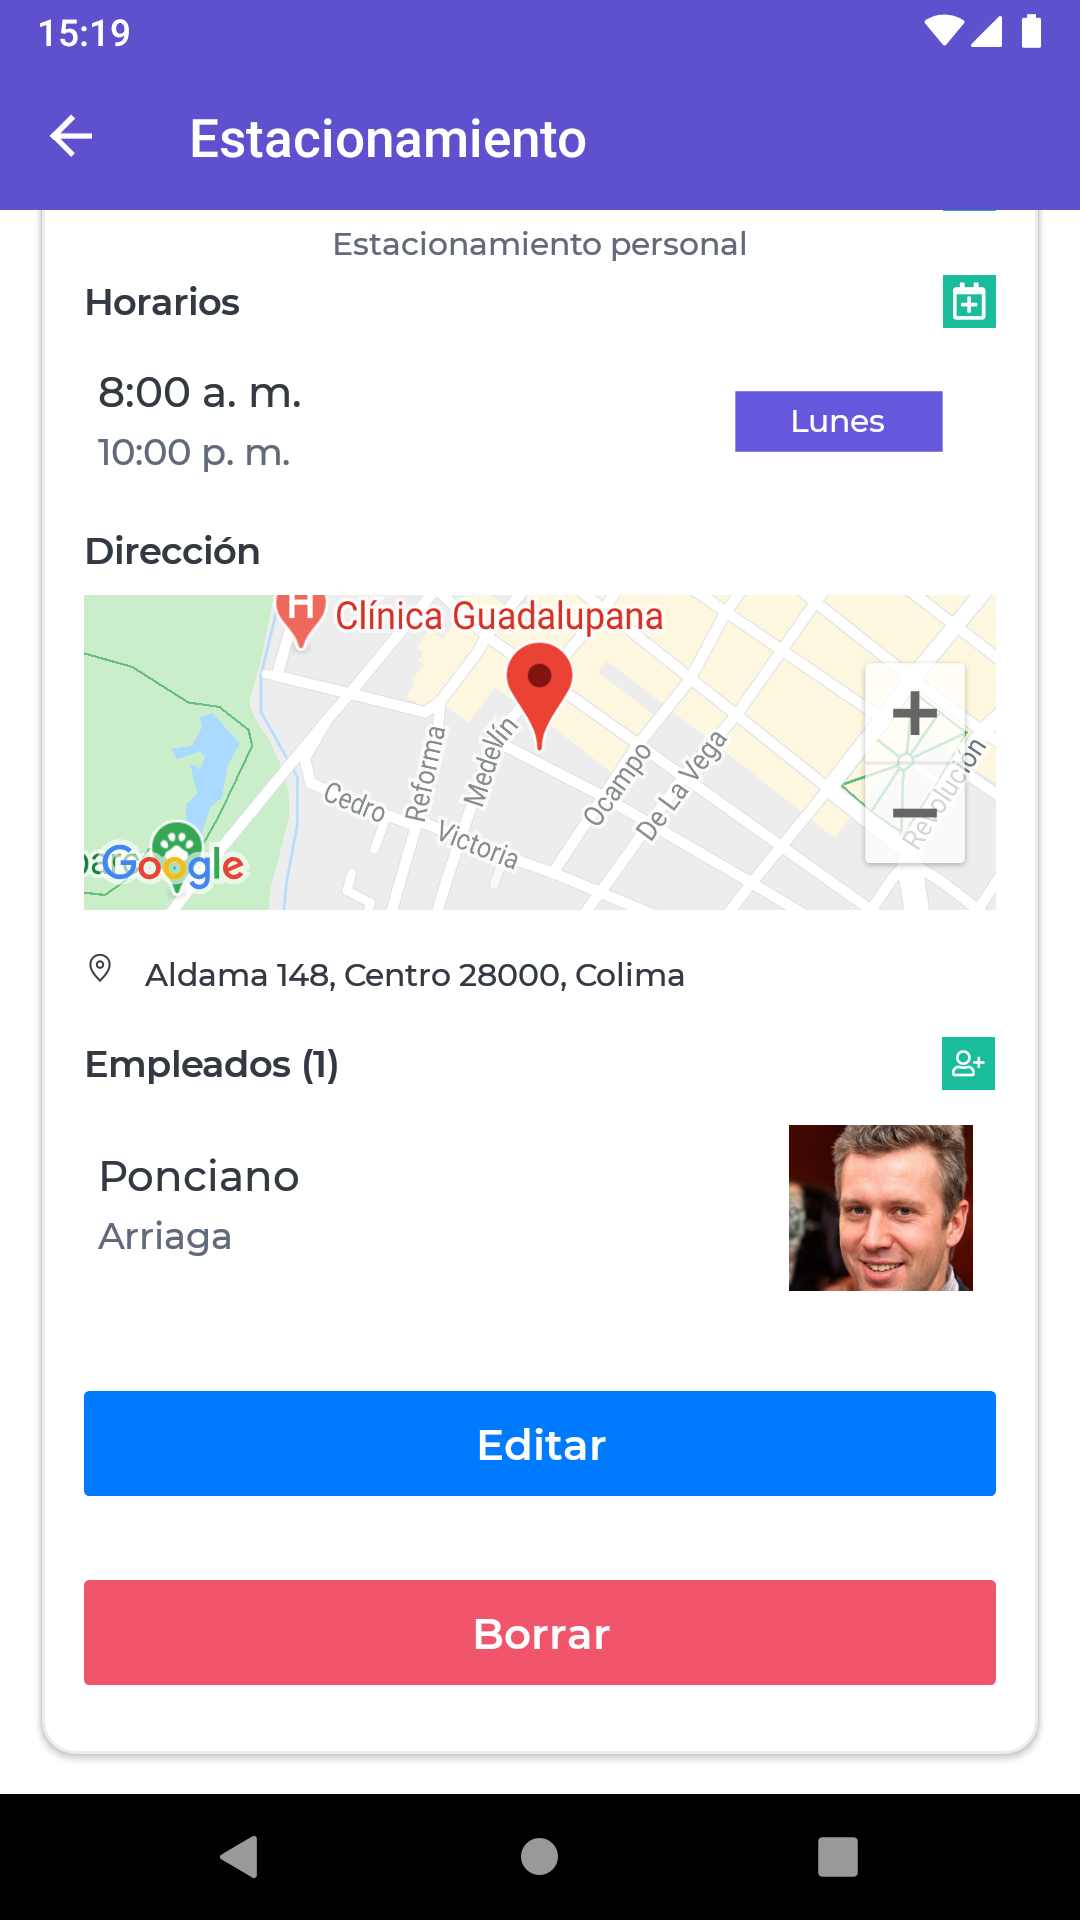 15:19
Estacionamiento
Estacionamiento personal
Horarios
8:00 a. m.
10:00 p. m.
Lunes
Dirección
H
Clínica Guadalupana
Medellín
Reforma
Cedro
Victoria
Ocampo
De La Vega
Revolución
Google
Aldama 148, Centro 28000, Colima
Empleados (1)
Ponciano
Arriaga
Editar
Borrar